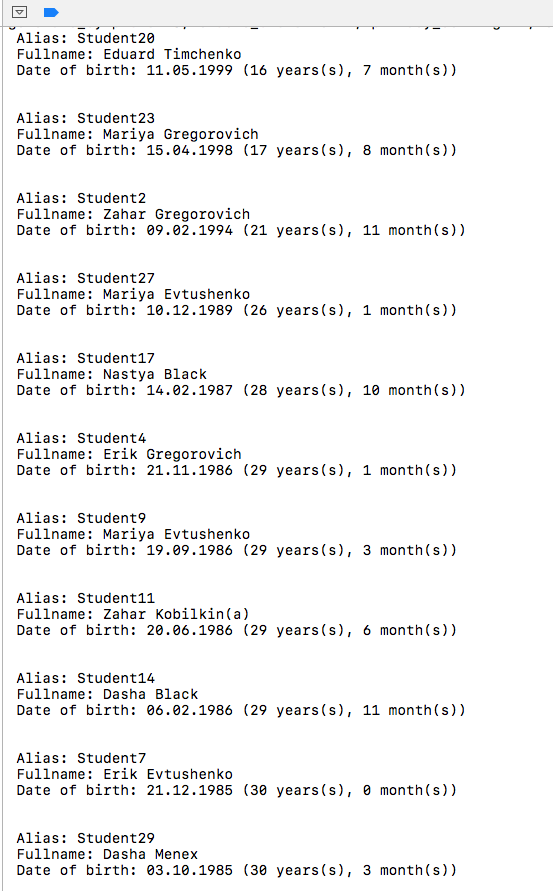 Alias: Student20
Fullname: Eduard Timchenko
Date of birth: 11.05.1999 (16 years(s), 7 month(s))
Alias: Student23
Fullname: Mariya Gregorovich
Date of birth: 15.04.1998 (17 years(s), 8 month(s))
Alias: Student2
Fullname: Zahar Gregorovich
Date of birth: 09.02.1994 (21 years(s), 11 month(s))
Alias: Student27
Fullname: Mariya Evtushenko
Date of birth: 10.12.1989 (26 years(s), 1 month(s))
Alias: Student17
Fullname: Nastya Black
Date of birth: 14.02.1987 (28 years(s), 10 month(s))
Alias: Student4
Fullname: Erik Gregorovich
Date of birth: 21.11.1986 (29 years(s), 1 month(s))
Alias: Student9
Fullname: Mariya Evtushenko
Date of birth: 19.09.1986 (29 years(s), 3 month(s))
Alias: Student11
Fullname: Zahar Kobilkin(a)
Date of birth: 20.06.1986 (29 years(s), 6 month(s))
Alias: Student14
Fullname: Dasha Black
Date of birth: 06.02.1986 (29 years(s), 11 month(s))
Alias: Student7
Fullname: Erik Evtushenko
Date of birth: 21.12.1985 (30 years(s), 0 month(s))
Alias: Student29
Fullname: Dasha Menex
Date of birth: 03.10.1985 (30 years(s), 3 month(s))